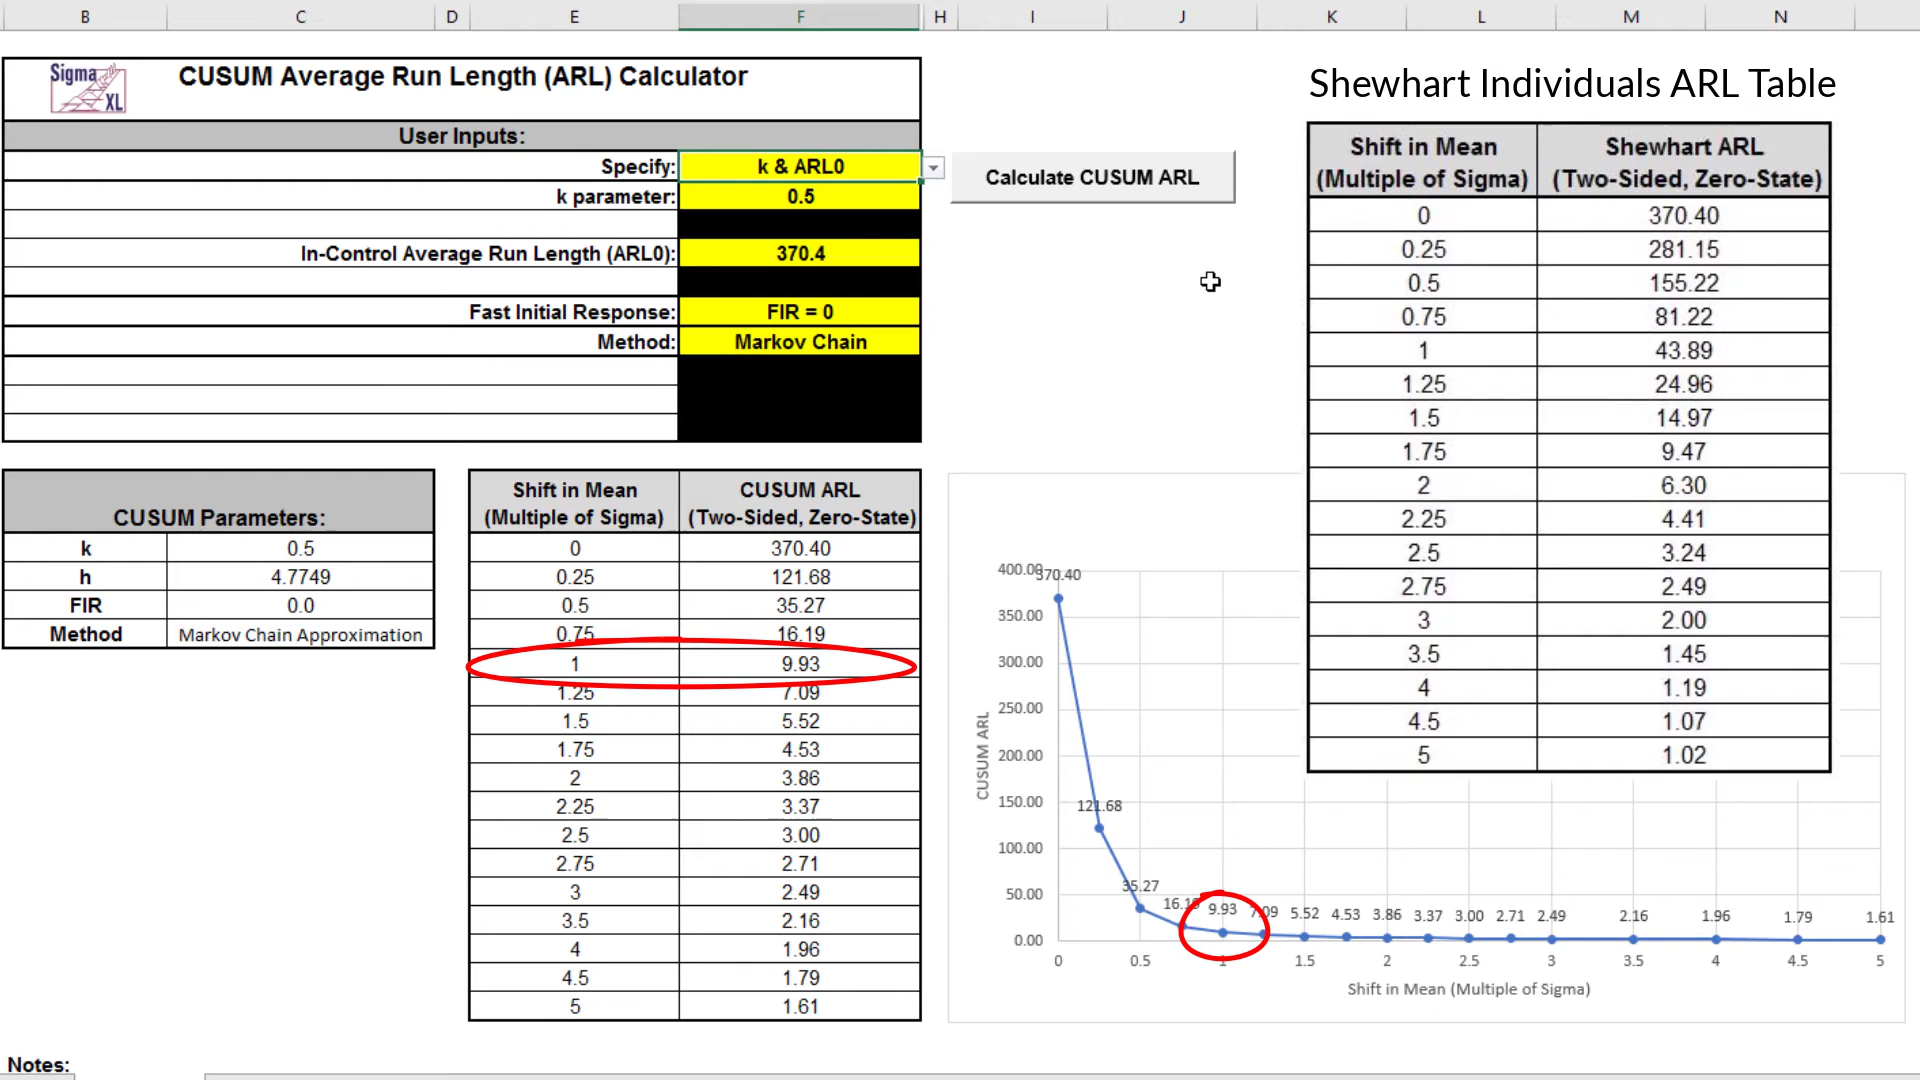 B C D E F H I J K L M N
Sigma XL
CUSUM Average Run Length (ARL) Calculator
User Inputs:
Specify: k & ARL0
k parameter: 0.5
In-Control Average Run Length (ARL0): 370.4
Fast Initial Response: FIR = 0
Method: Markov Chain
Calculate CUSUM ARL
Shewhart Individuals ARL Table
Shift in Mean (Multiple of Sigma) Shewhart ARL (Two-Sided, Zero-State)
0 370.40
0.25 281.15
0.5 155.22
0.75 81.22
1 43.89
1.25 24.96
1.5 14.97
1.75 9.47
2 6.30
2.25 4.41
2.5 3.24
2.75 2.49
3 2.00
3.5 1.45
4 1.19
4.5 1.07
5 1.02
CUSUM Parameters:
k 0.5
h 4.7749
FIR 0.0
Method Markov Chain Approximation
Shift in Mean (Multiple of Sigma) CUSUM ARL (Two-Sided, Zero-State)
0 370.40
0.25 121.68
0.5 35.27
0.75 16.19
1 9.93
1.25 7.09
1.5 5.52
1.75 4.53
2 3.86
2.25 3.37
2.5 3.00
2.75 2.71
3 2.49
3.5 2.16
4 1.96
4.5 1.79
5 1.61
CUSUM ARL
400.00
350.00
300.00
250.00
200.00
150.00
100.00
50.00
0.00
370.40
121.68
35.27
16.19 9.93 7.09 5.52 4.53 3.86 3.37 3.00 2.71 2.49 2.16 1.96 1.79 1.61
0 0.5 1 1.5 2 2.5 3 3.5 4 4.5 5
Shift in Mean (Multiple of Sigma)
Notes: